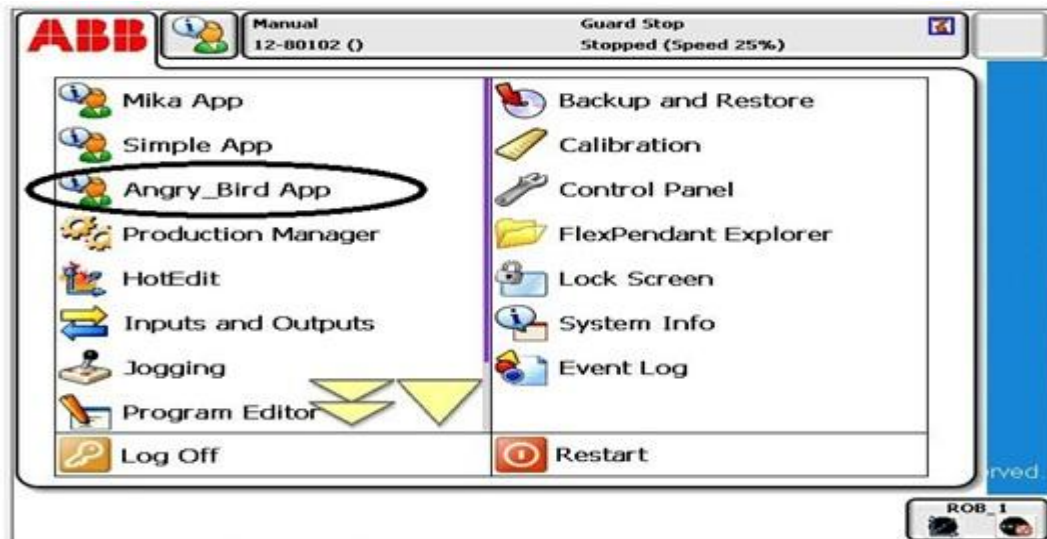 ABB
Manual
12-80102 ()
Guard Stop
Stopped (Speed 25%)
Mika App
Simple App
Angry_Bird App
Production Manager
HotEdit
Inputs and Outputs
Jogging
Program Editor
Backup and Restore
Calibration
Control Panel
FlexPendant Explorer
Lock Screen
System Info
Event Log
Log Off
Restart
rved.
ROB_1